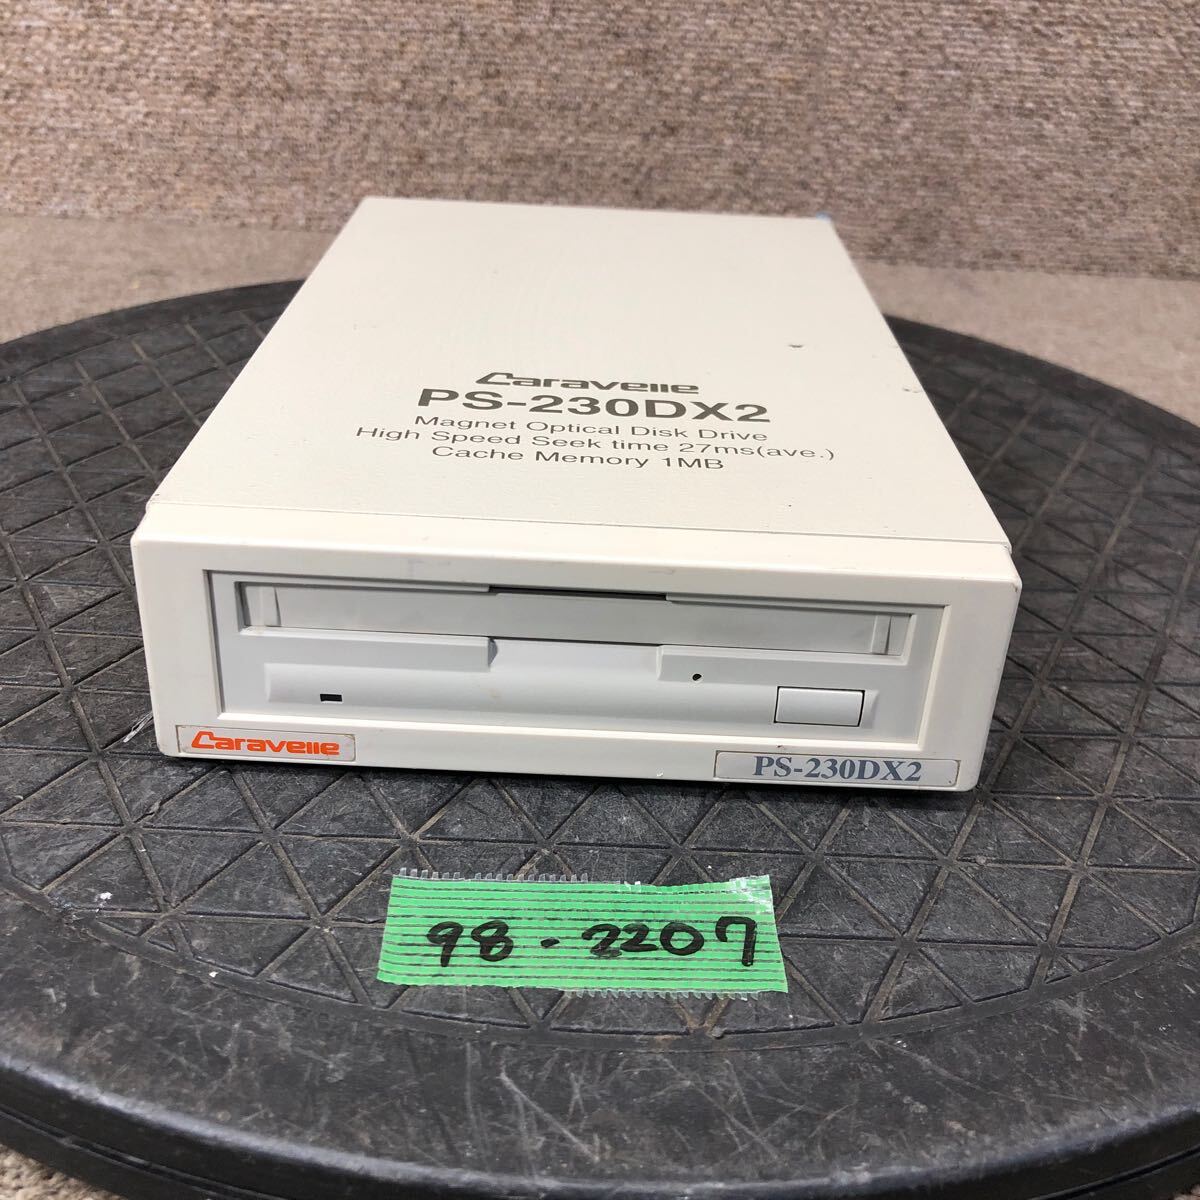 Caravelle
PS-230DX2
Magnet Optical Disk Drive
High Speed Seek time 27ms(ave.)
Cache Memory 1MB
Caravelle
PS-230DX2
98-2207